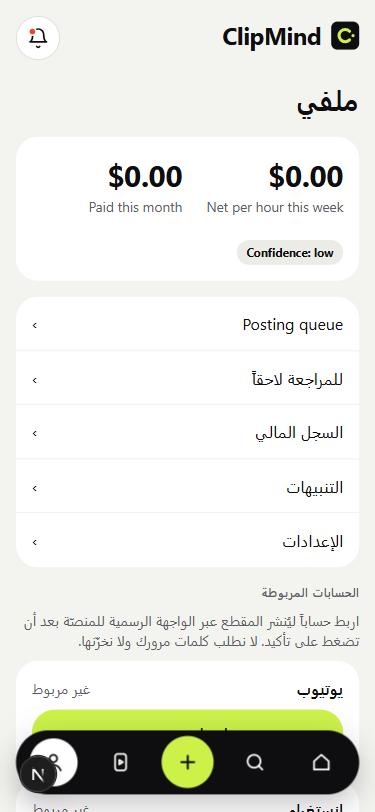 ClipMind
ملفي
$0.00
Net per hour this week
$0.00
Paid this month
Confidence: low
Posting queue
للمراجعة لاحقاً
السجل المالي
التنبيهات
الإعدادات
الحسابات المربوطة
اربط حساباً ليُنشر المقطع عبر الواجهة الرسمية للمنصّة بعد أن
تضغط على تأكيد. لا نطلب كلمات مرورك ولا نخزّنها.
يوتيوب
غير مربوط
N
غير مربوط